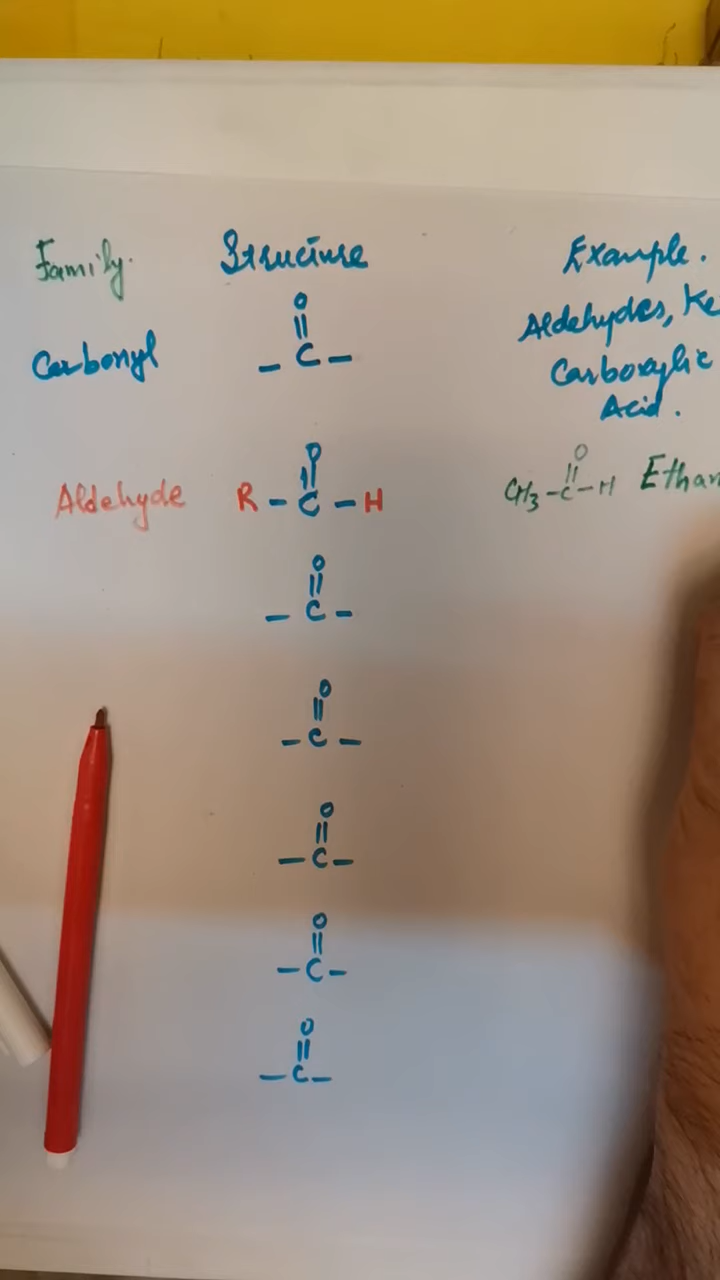 Family. Structure Example.
O
||
Carbonyl – C – Aldehydes, Ke
Carboxylic
Acid.
O
||
Aldehyde R – C – H
O
||
CH3 – C – H Ethan
O
||
– C –
O
||
– C –
O
||
– C –
O
||
– C –
O
||
– C –